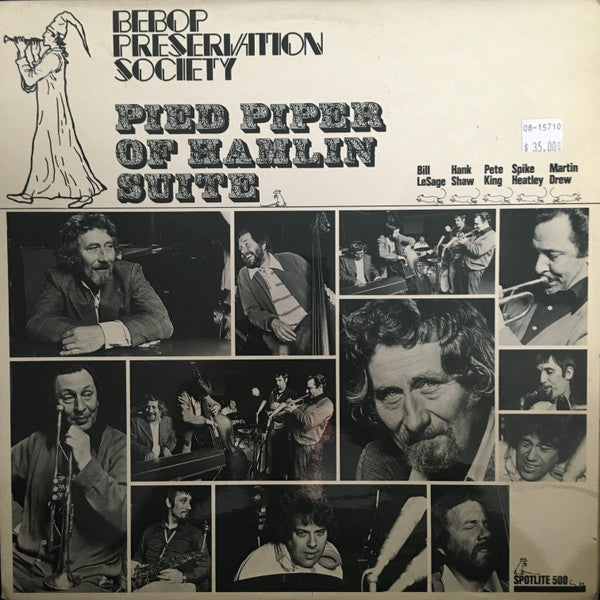 BEBOP
PRESERVATION
SOCIETY
PIED PIPER
OF HAMLIN
SUITE
08-15710
$ 35.00
Bill LeSage
Hank Shaw
Pete King
Spike Heatley
Martin Drew
SPOTLITE 500